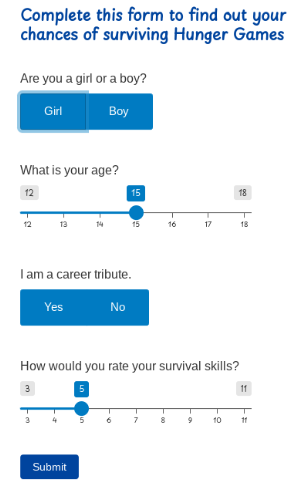 Complete this form to find out your
chances of surviving Hunger Games
Are you a girl or a boy?
Girl Boy
What is your age?
12 15 18
12 13 14 15 16 17 18
I am a career tribute.
Yes No
How would you rate your survival skills?
3 5 11
3 4 5 6 7 8 9 10 11
Submit